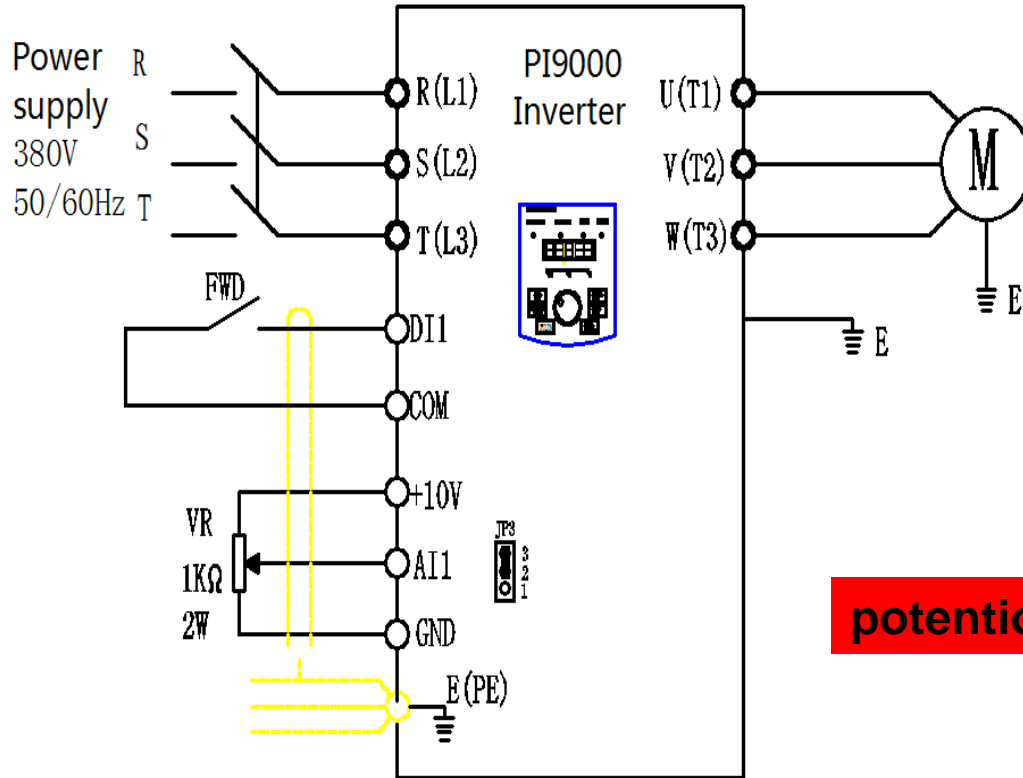 Power
supply
380V
50/60Hz
R
S
T
R(L1)
S(L2)
T(L3)
PI9000
Inverter
U(T1)
V(T2)
W(T3)
M
E
E
FWD
DI1
COM
+10V
VR
1KΩ
2W
AI1
GND
JP3
3
2
1
E(PE)
potentio